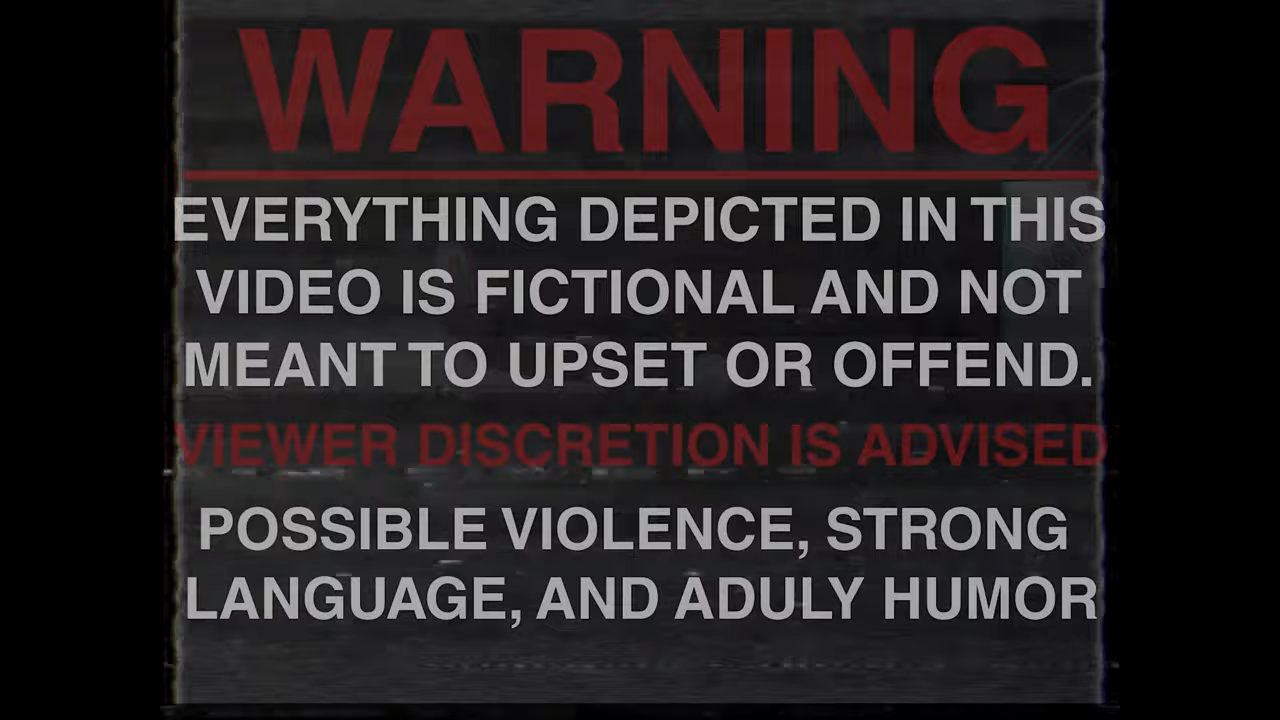 WARNING
EVERYTHING DEPICTED IN THIS
VIDEO IS FICTIONAL AND NOT
MEANT TO UPSET OR OFFEND.
VIEWER DISCRETION IS ADVISED
POSSIBLE VIOLENCE, STRONG
LANGUAGE, AND ADULY HUMOR